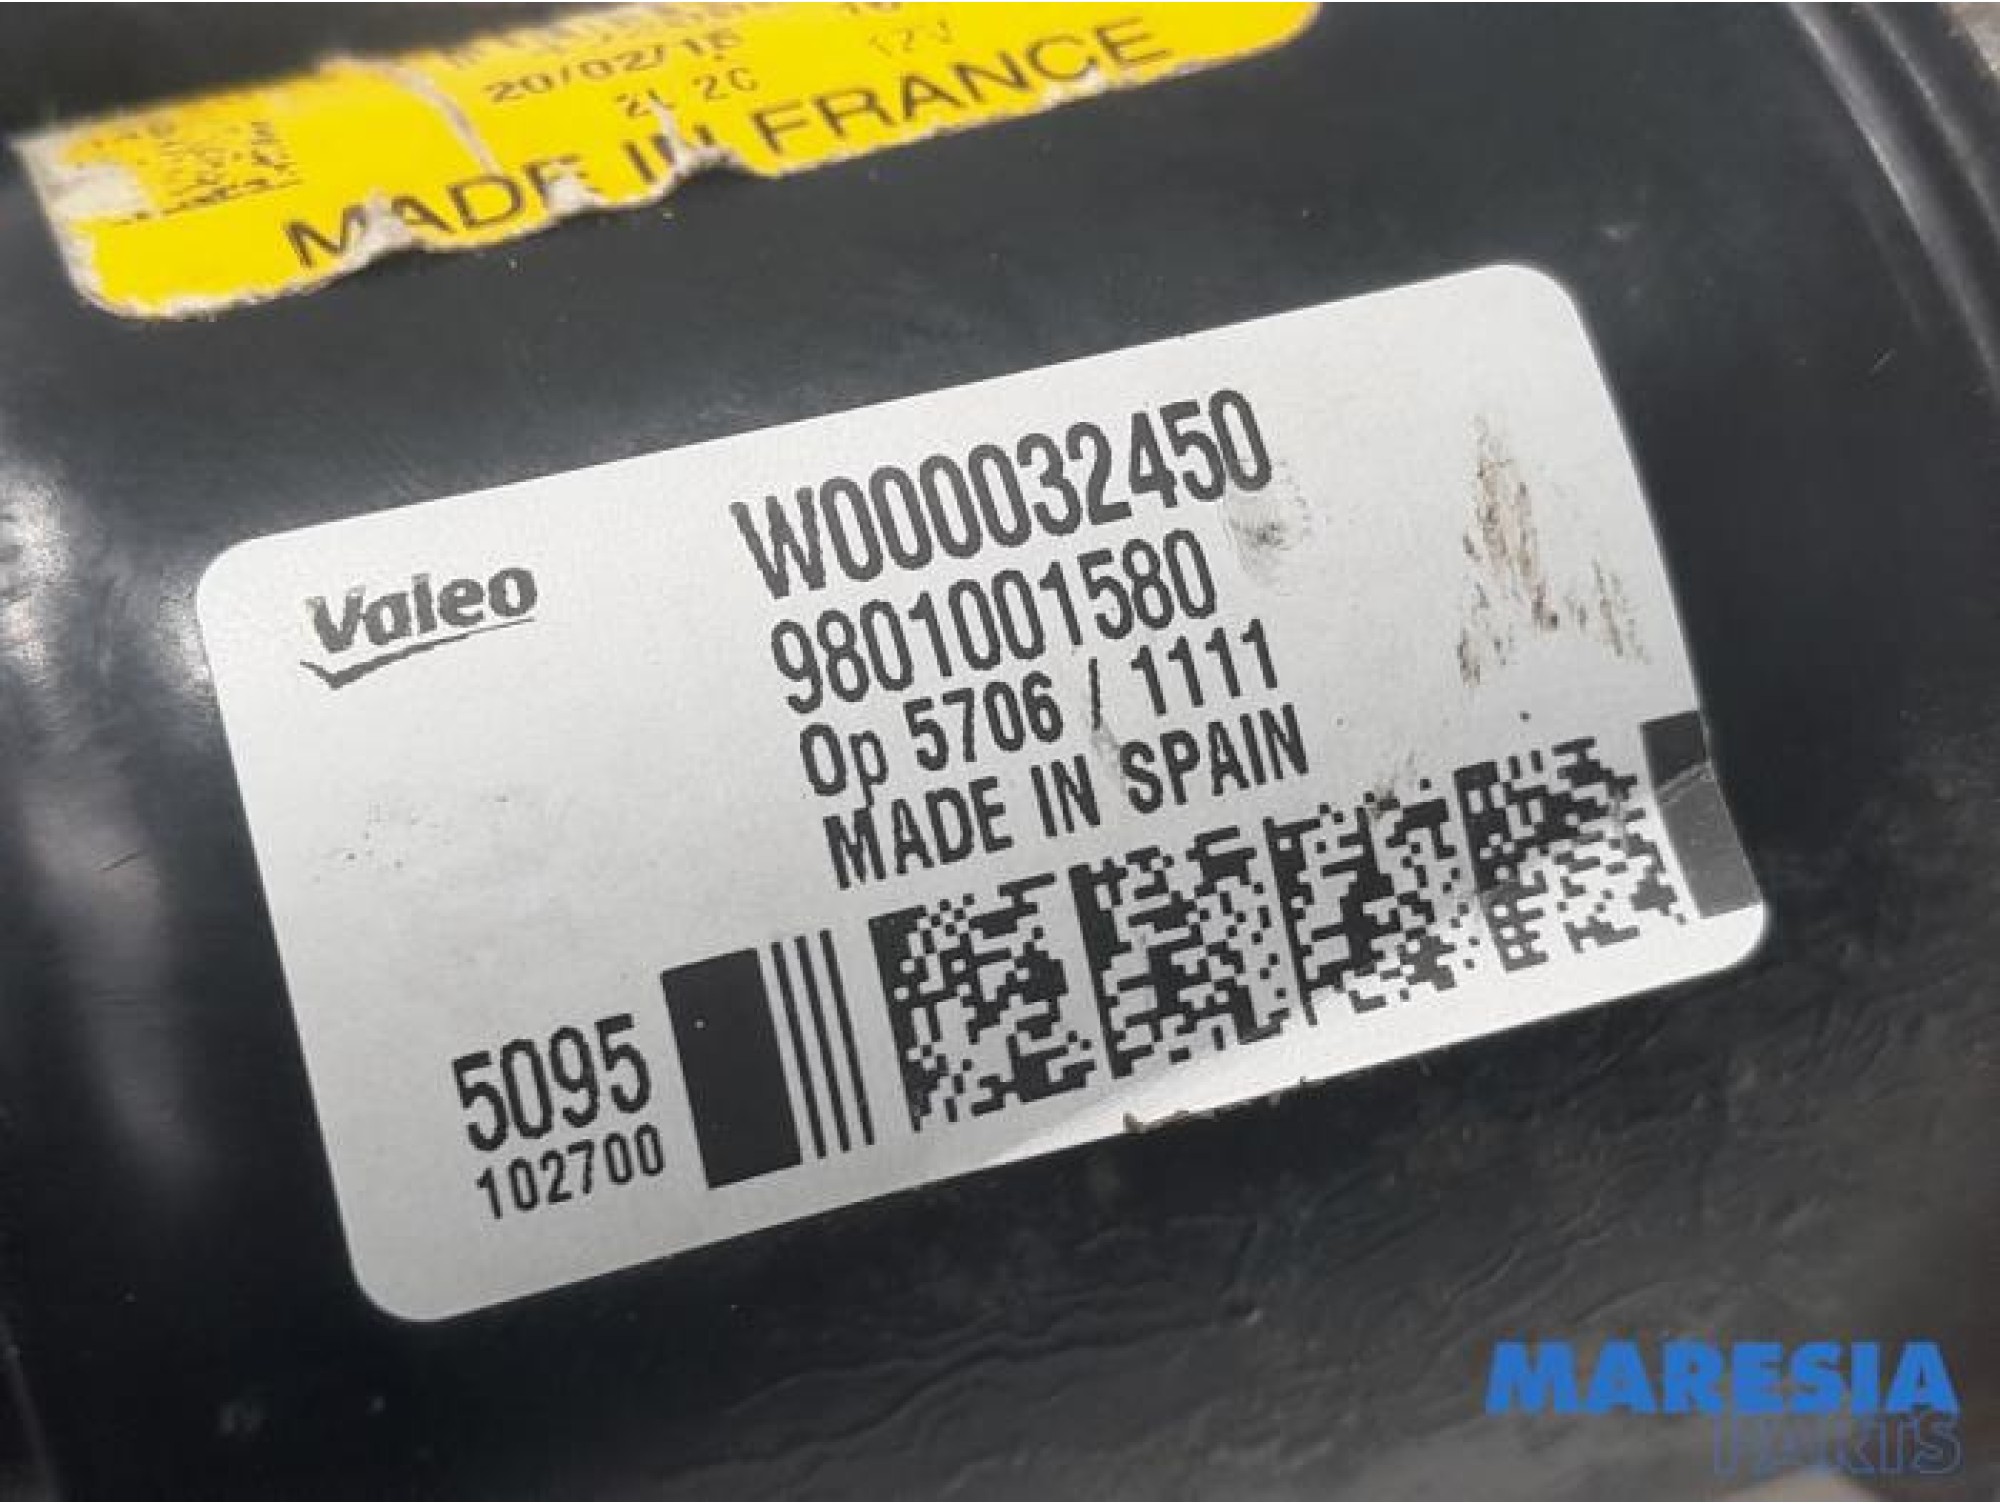 20/02/15
MADE IN FRANCE
Valeo
W000032450
9801001580
Op 5706 / 1111
MADE IN SPAIN
5095
102700
MARESIA
PARTS